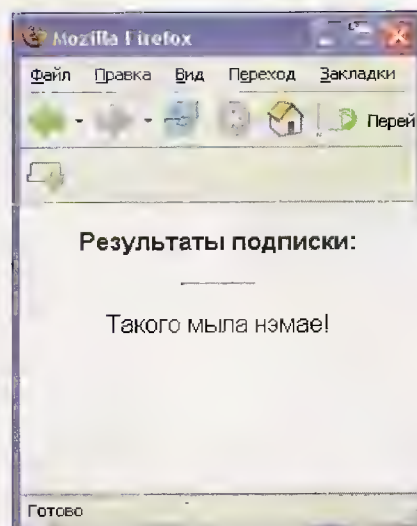 Mozilla Firefox
Файл Правка Вид Переход Закладки
Перей
Результаты подписки:
Такого мыла нэмае!
Готово